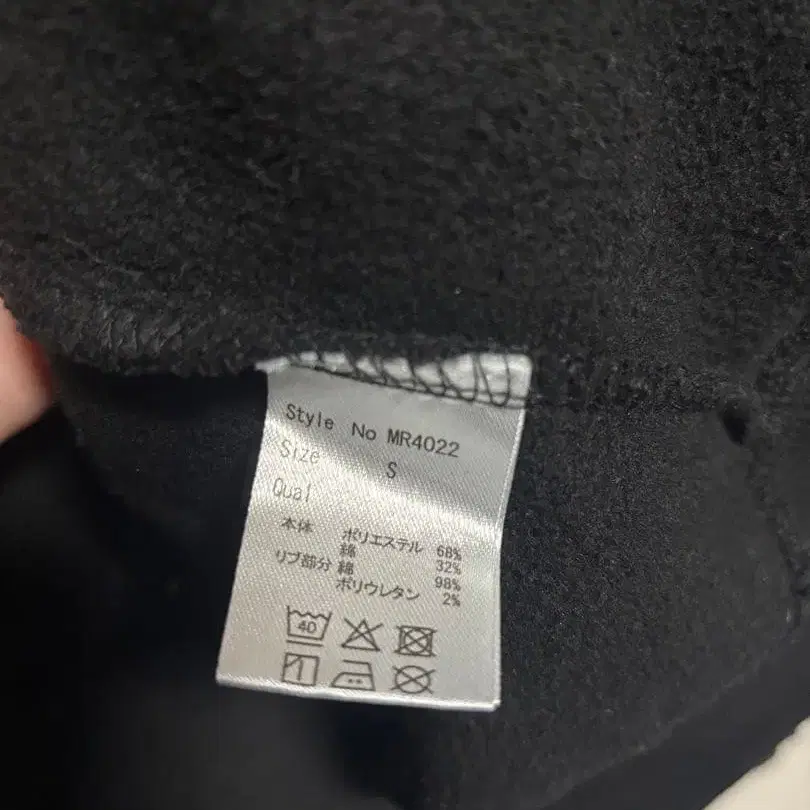 Style No MR4022
Size S
Qual
本体 ポリエステル 68%
綿 32%
リブ部分 綿 98%
ポリウレタン 2%
40